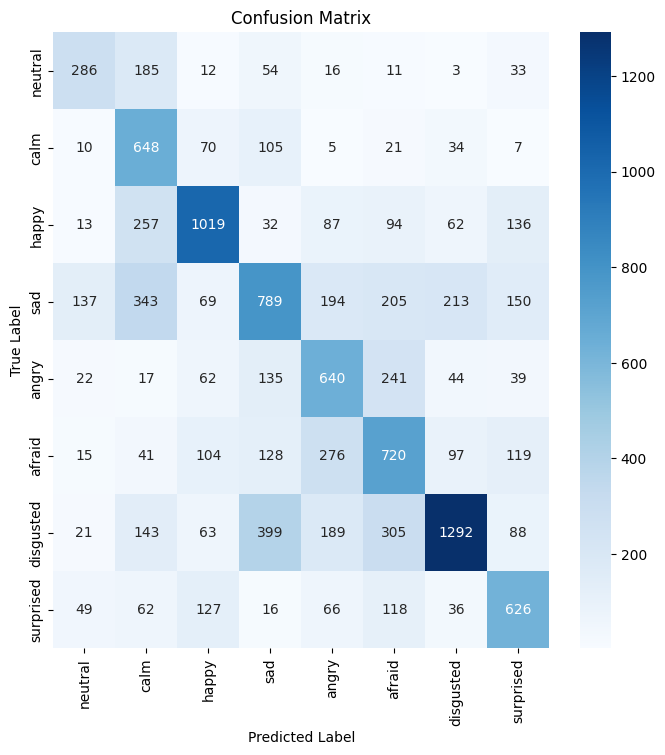 Confusion Matrix
True Label
neutral 286 185 12 54 16 11 3 33
calm 10 648 70 105 5 21 34 7
happy 13 257 1019 32 87 94 62 136
sad 137 343 69 789 194 205 213 150
angry 22 17 62 135 640 241 44 39
afraid 15 41 104 128 276 720 97 119
disgusted 21 143 63 399 189 305 1292 88
surprised 49 62 127 16 66 118 36 626
neutral calm happy sad angry afraid disgusted surprised
Predicted Label
1200
1000
800
600
400
200